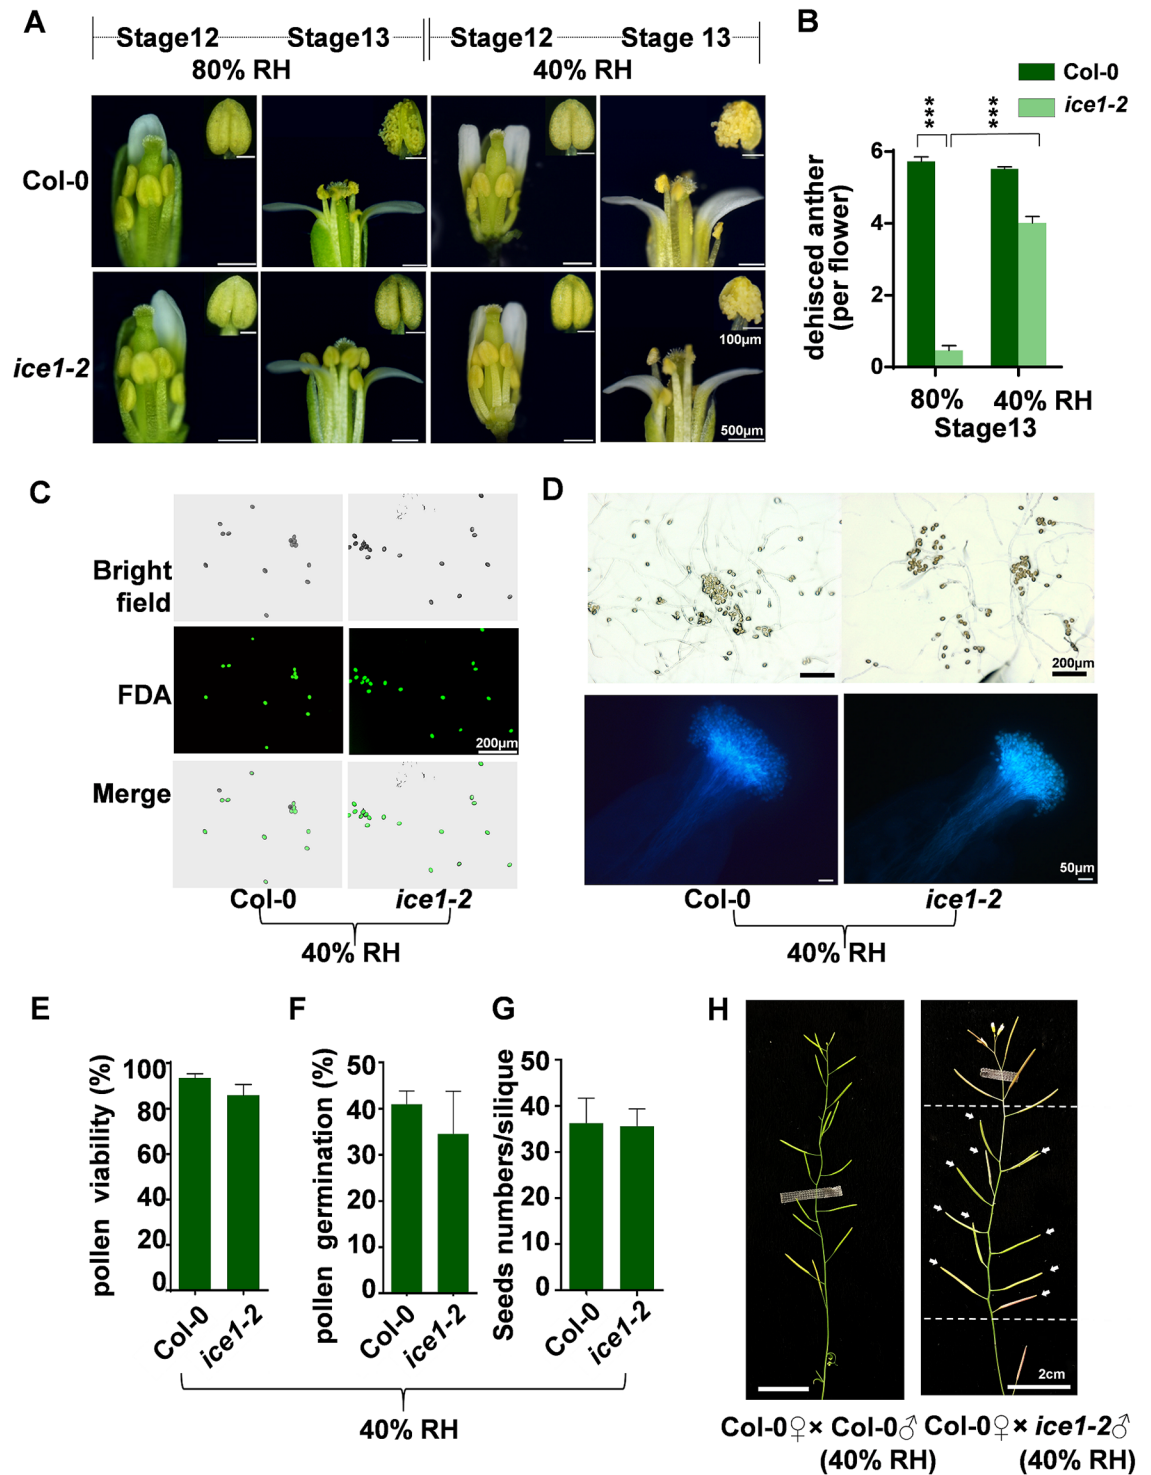 A
Stage12 Stage13 Stage12 Stage 13
80% RH 40% RH
Col-0
ice1-2
100µm
500µm
B
Col-0
ice1-2
*** ***
dehisced anther
(per flower)
6
4
2
0
80% 40% RH
Stage13
C
Bright
field
FDA
200µm
Merge
Col-0 ice1-2
40% RH
D
200µm
50µm
Col-0 ice1-2
40% RH
E
pollen viability (%)
100
80
60
40
20
0
Col-0 ice1-2
F
pollen germination (%)
50
40
30
20
10
0
Col-0 ice1-2
G
Seeds numbers/silique
50
40
30
20
10
0
Col-0 ice1-2
40% RH
H
2cm
Col-0♀× Col-0♂ Col-0♀× ice1-2♂
(40% RH) (40% RH)